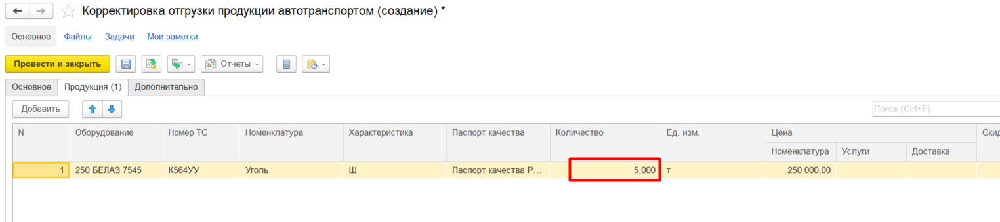 Корректировка отгрузки продукции автотранспортом (создание) *
Основное Файлы Задачи Мои заметки
Провести и закрыть Отчеты
Основное Продукция (1) Дополнительно
Добавить Поиск (Ctrl+F)
N Оборудование Номер ТС Номенклатура Характеристика Паспорт качества Количество Ед. изм. Цена Скид
Номенклатура Услуги Доставка
1 250 БЕЛАЗ 7545 К564УУ Уголь Ш Паспорт качества Р... 5,000 т 250 000,00